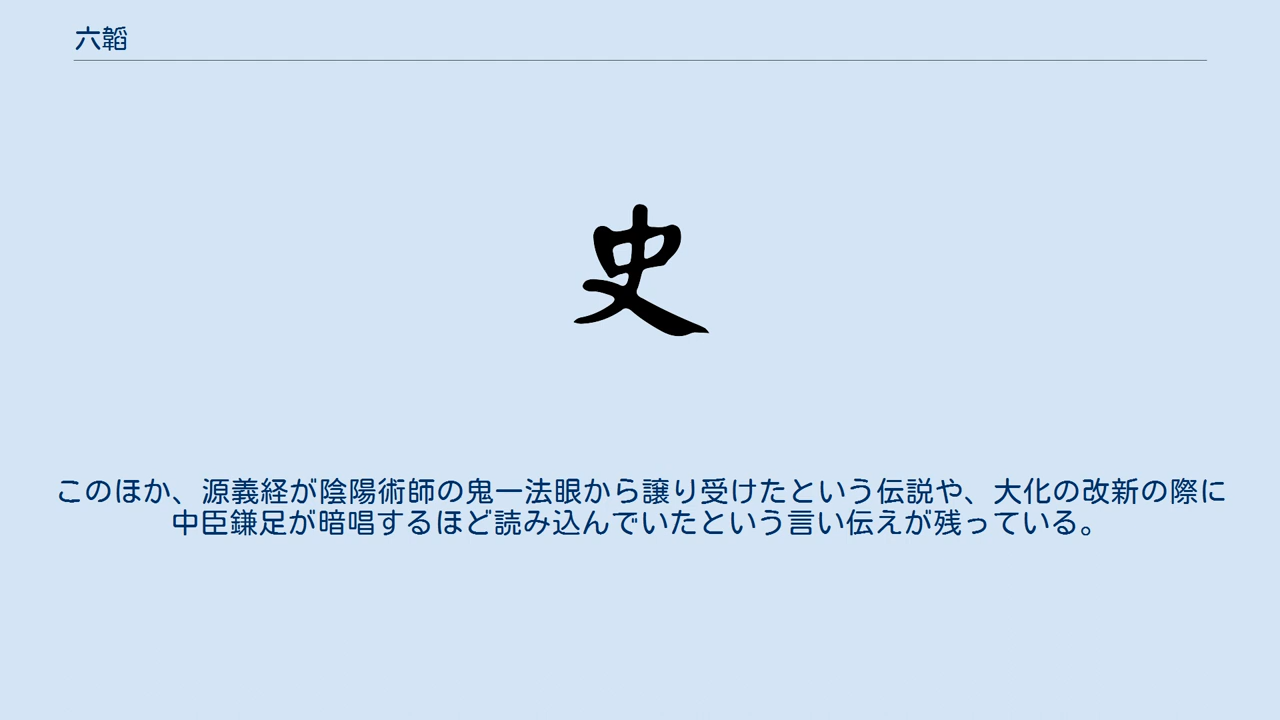 六韜
史
このほか、源義経が陰陽術師の鬼一法眼から譲り受けたという伝説や、大化の改新の際に
中臣鎌足が暗唱するほど読み込んでいたという言い伝えが残っている。